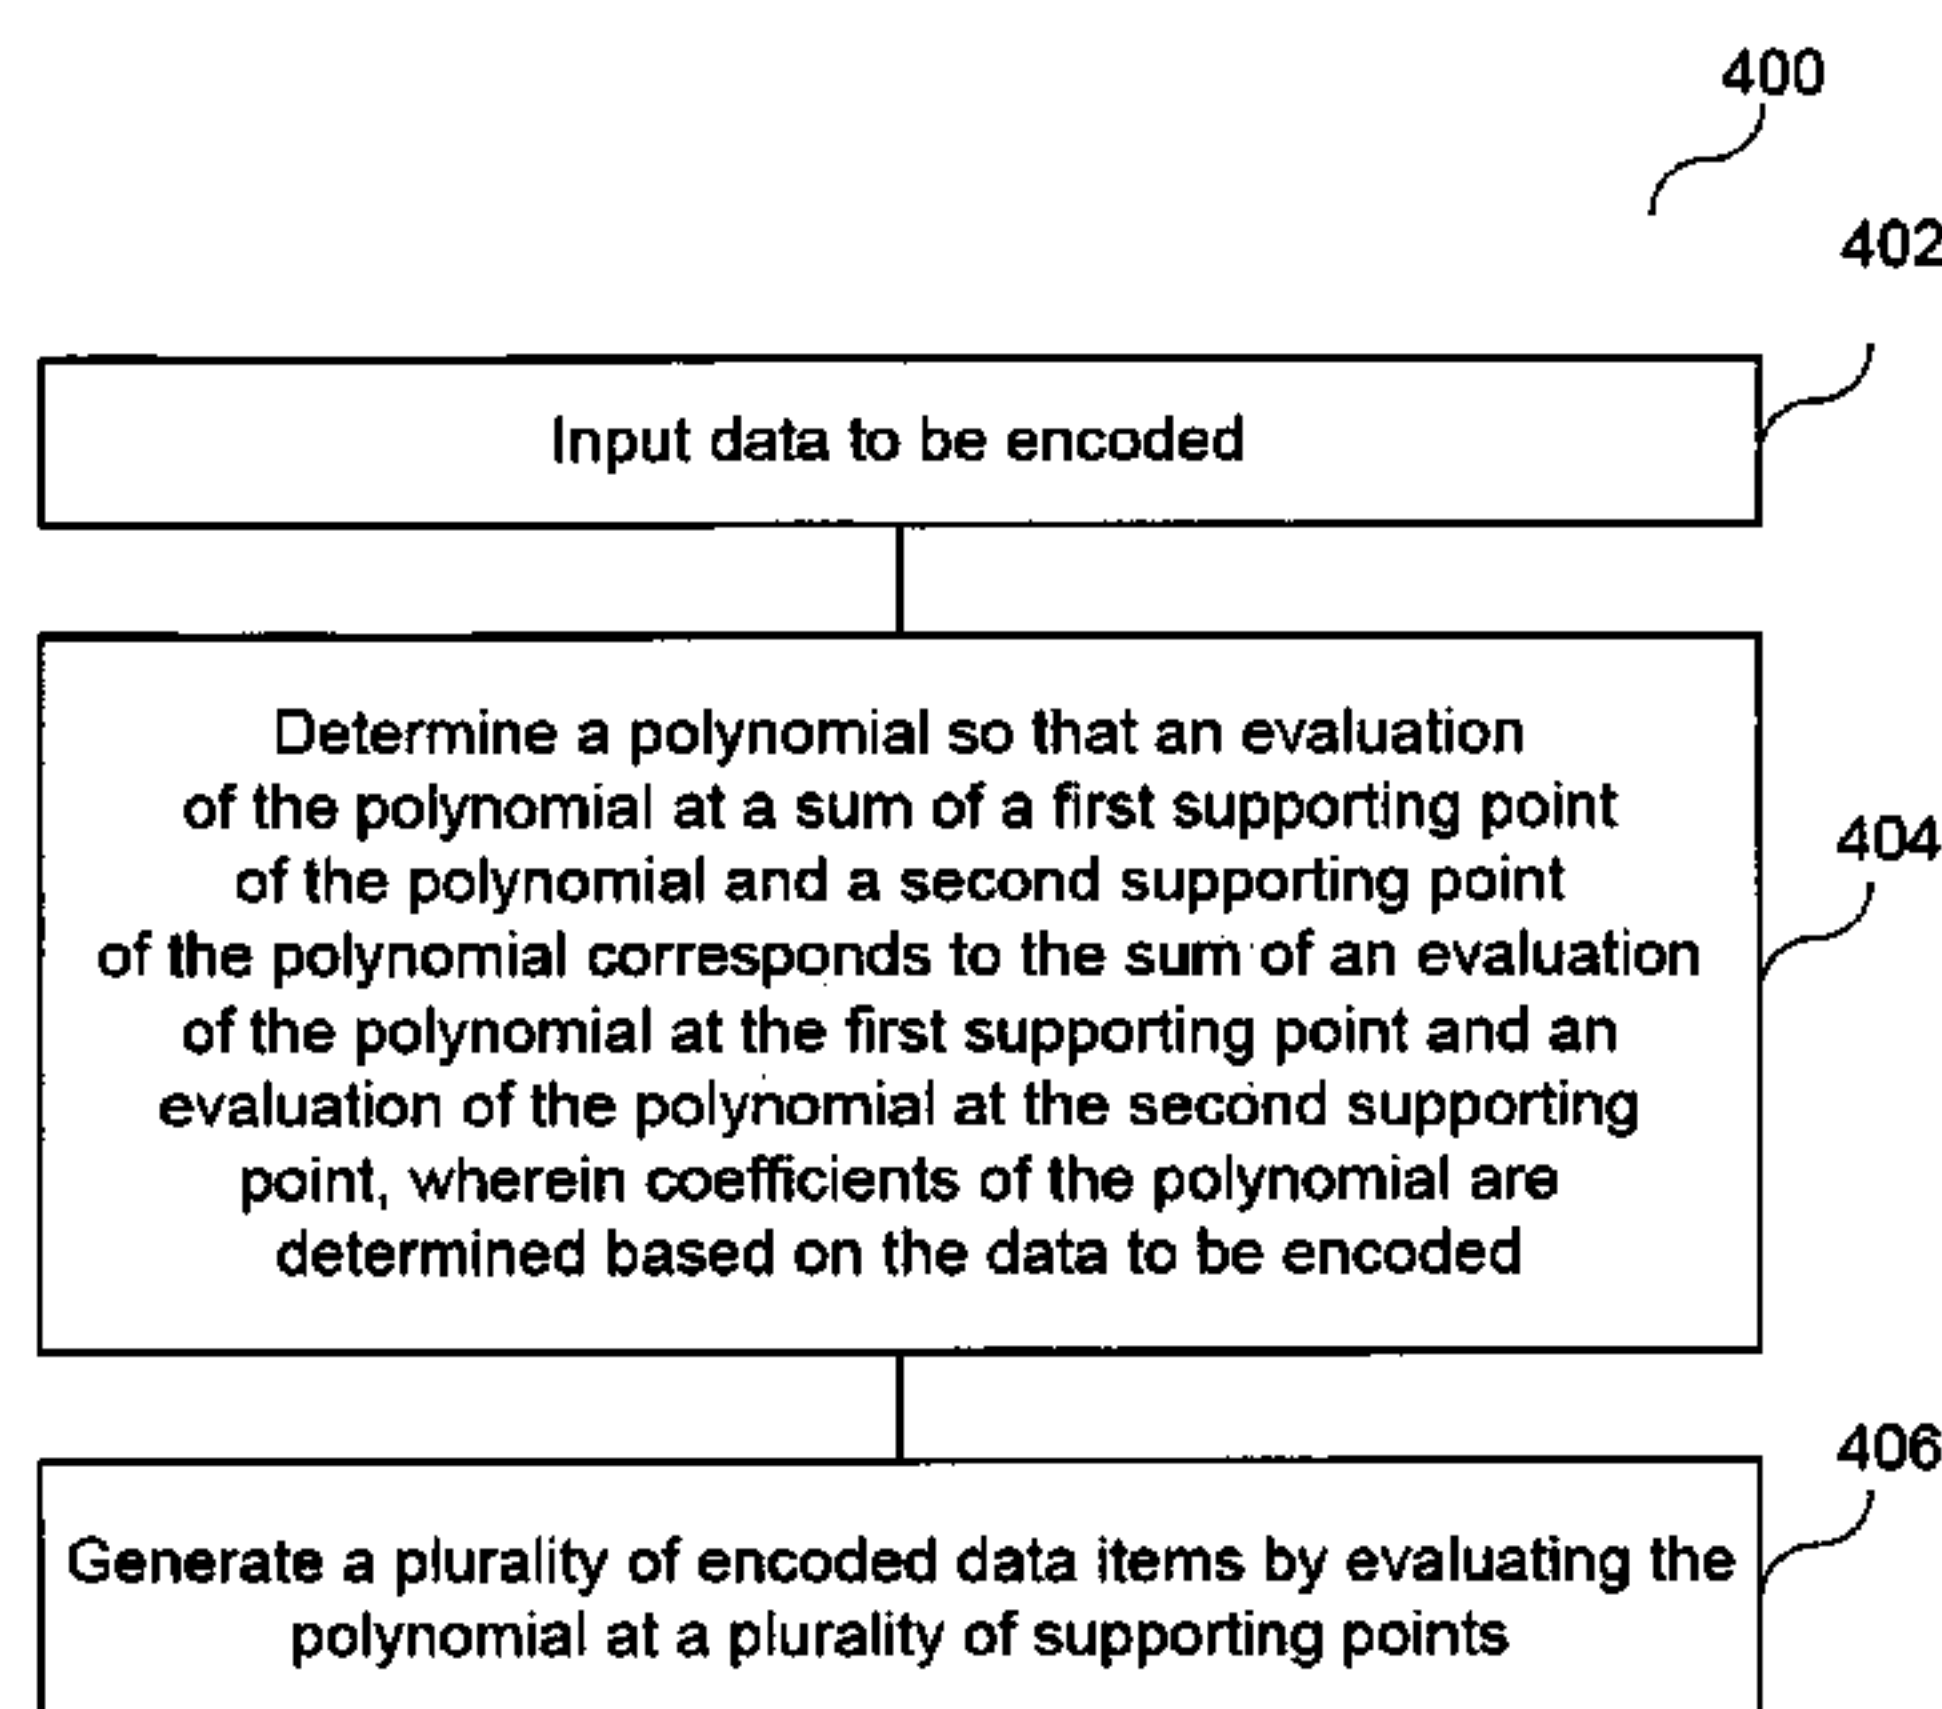 400
402
Input data to be encoded
Determine a polynomial so that an evaluation
of the polynomial at a sum of a first supporting point
of the polynomial and a second supporting point
of the polynomial corresponds to the sum of an evaluation
of the polynomial at the first supporting point and an
evaluation of the polynomial at the second supporting
point, wherein coefficients of the polynomial are
determined based on the data to be encoded
404
406
Generate a plurality of encoded data items by evaluating the
polynomial at a plurality of supporting points